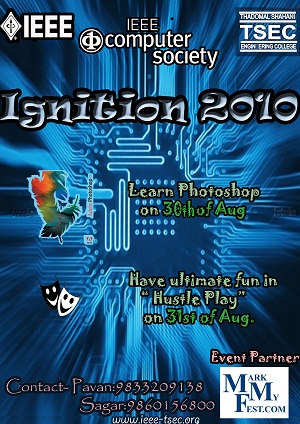 IEEE
IEEE
computer
society
THADOMAL SHAHANI
TSEC
ENGINEERING COLLEGE
Ignition 2010
Learn Photoshop
on 30th of Aug
Have ultimate fun in
"Hustle Play"
on 31st of Aug.
Event Partner
MARK
MY
FEST.COM
Contact- Pavan:9833209138
Sagar:9860156800
www.ieee-tsec.org